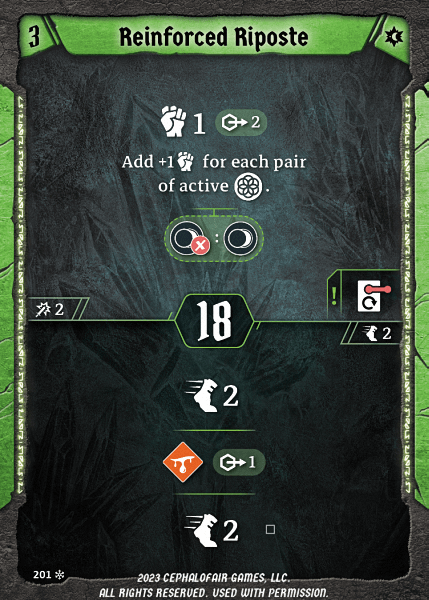 3 Reinforced Riposte
1 2
Add +1 for each pair
of active .
:
2 18 !
2
2
1
2
201
2023 CEPHALOFAIR GAMES, LLC.
ALL RIGHTS RESERVED. USED WITH PERMISSION.